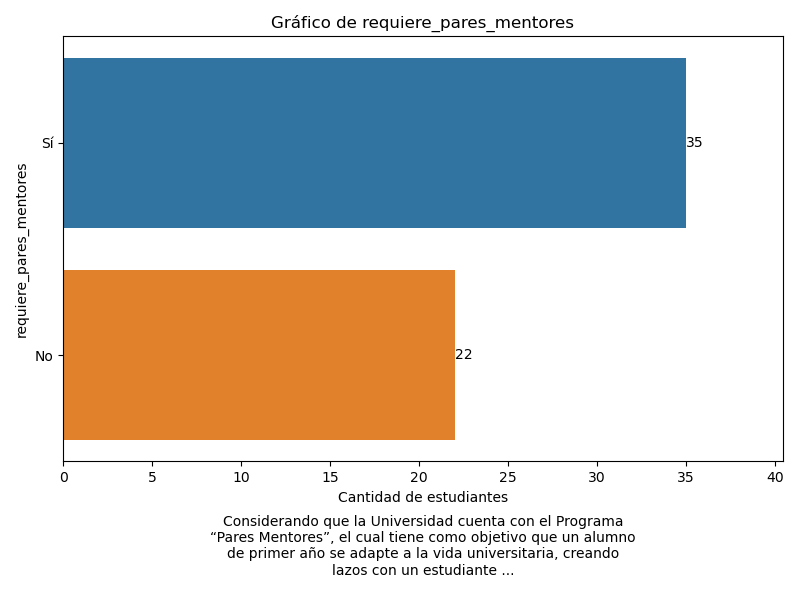 Gráfico de requiere_pares_mentores
requiere_pares_mentores
Sí
35
No
22
0 5 10 15 20 25 30 35 40
Cantidad de estudiantes
Considerando que la Universidad cuenta con el Programa
“Pares Mentores”, el cual tiene como objetivo que un alumno
de primer año se adapte a la vida universitaria, creando
lazos con un estudiante ...